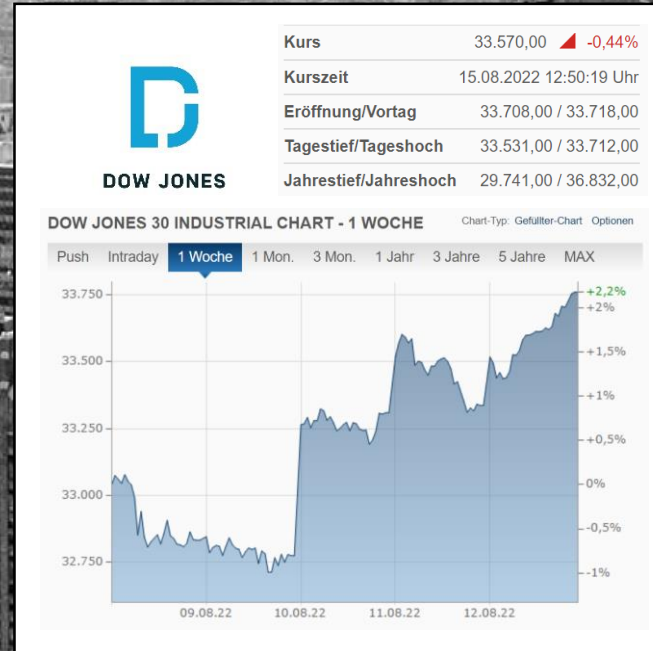 DOW JONES
Kurs 33.570,00 -0,44%
Kurszeit 15.08.2022 12:50:19 Uhr
Eröffnung/Vortag 33.708,00 / 33.718,00
Tagestief/Tageshoch 33.531,00 / 33.712,00
Jahrestief/Jahreshoch 29.741,00 / 36.832,00
DOW JONES 30 INDUSTRIAL CHART - 1 WOCHE Chart-Typ: Gefüllter-Chart Optionen
Push Intraday 1 Woche 1 Mon. 3 Mon. 1 Jahr 3 Jahre 5 Jahre MAX
33.750
33.500
33.250
33.000
32.750
+2,2%
+2%
+1,5%
+1%
+0,5%
0%
-0,5%
-1%
09.08.22 10.08.22 11.08.22 12.08.22